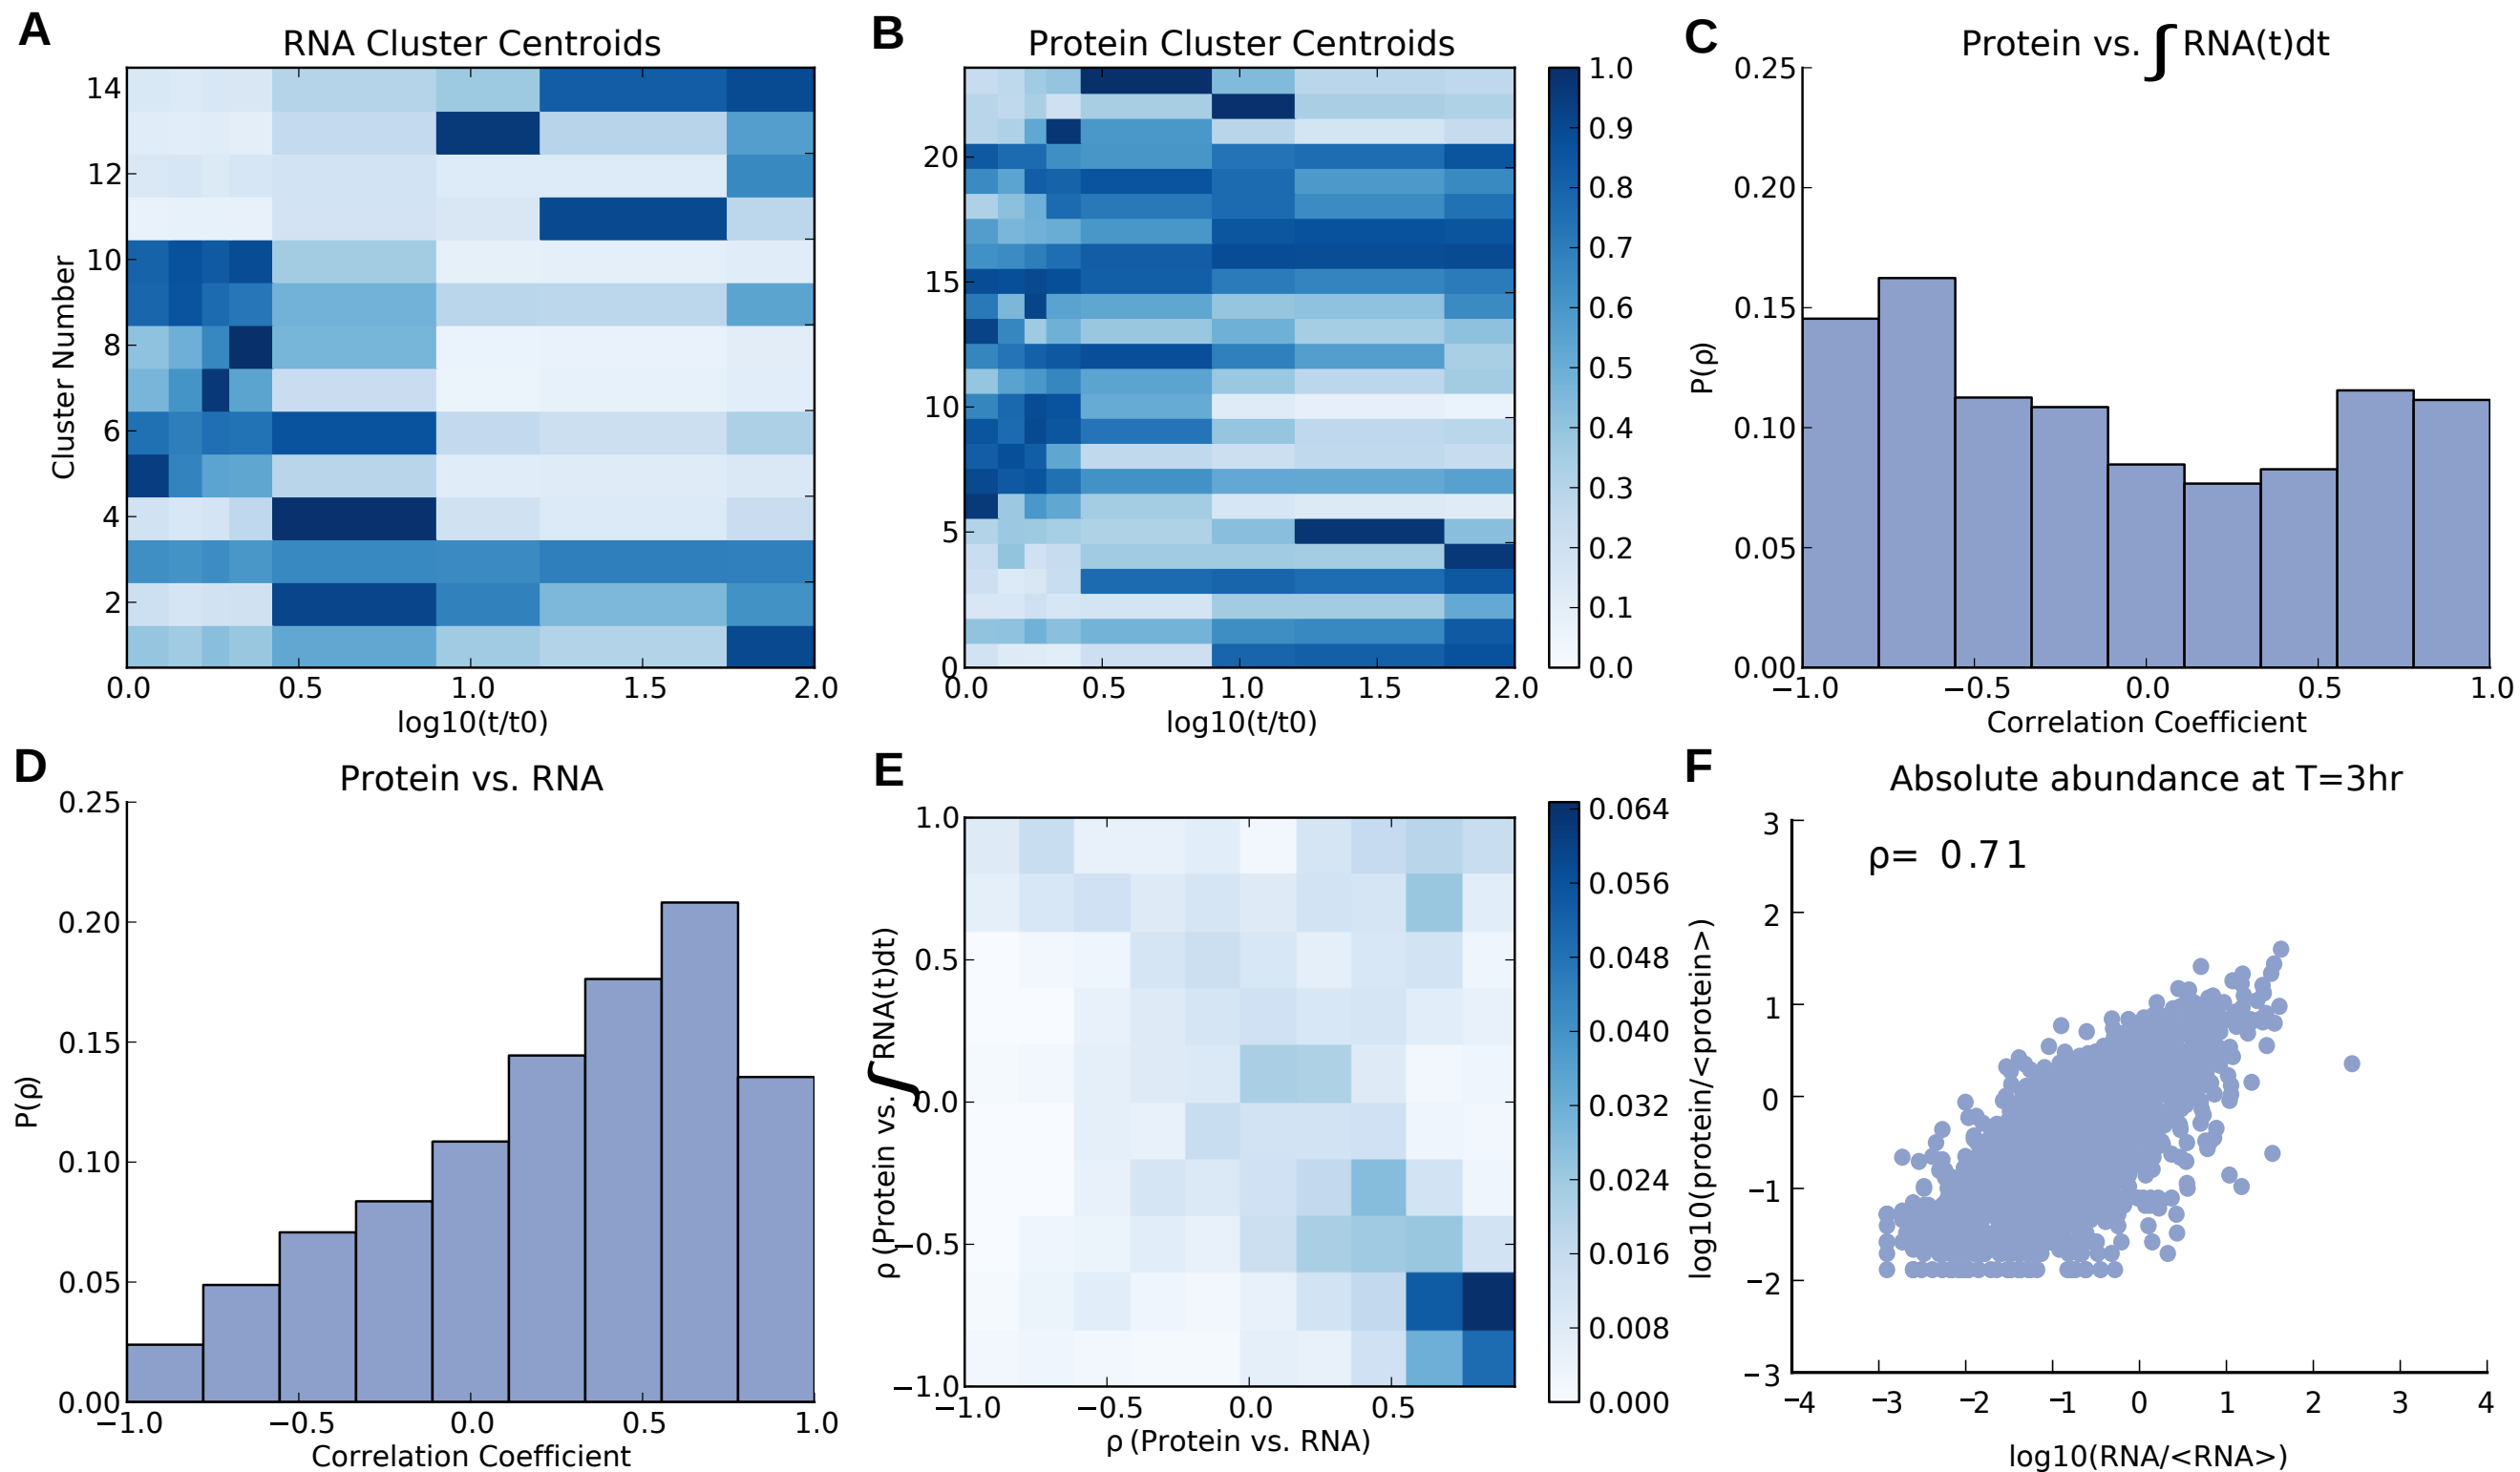 A
RNA Cluster Centroids
Cluster Number
14
12
10
8
6
4
2
0.0 0.5 1.0 1.5 2.0
log10(t/t0)
B
Protein Cluster Centroids
20
15
10
5
0
0.0 0.5 1.0 1.5 2.0
log10(t/t0)
1.0
0.9
0.8
0.7
0.6
0.5
0.4
0.3
0.2
0.1
0.0
C
Protein vs. ∫ RNA(t)dt
P(ρ)
0.25
0.20
0.15
0.10
0.05
0.00
−1.0 −0.5 0.0 0.5 1.0
Correlation Coefficient
D
Protein vs. RNA
P(ρ)
0.25
0.20
0.15
0.10
0.05
0.00
−1.0 −0.5 0.0 0.5 1.0
Correlation Coefficient
E
ρ (Protein vs. ∫RNA(t)dt)
1.0
0.5
0.0
−0.5
−1.0
−1.0 −0.5 0.0 0.5
ρ (Protein vs. RNA)
0.064
0.056
0.048
0.040
0.032
0.024
0.016
0.008
0.000
F
Absolute abundance at T=3hr
ρ= 0.71
log10(protein/<protein>)
3
2
1
0
−1
−2
−3
−4 −3 −2 −1 0 1 2 3 4
log10(RNA/<RNA>)